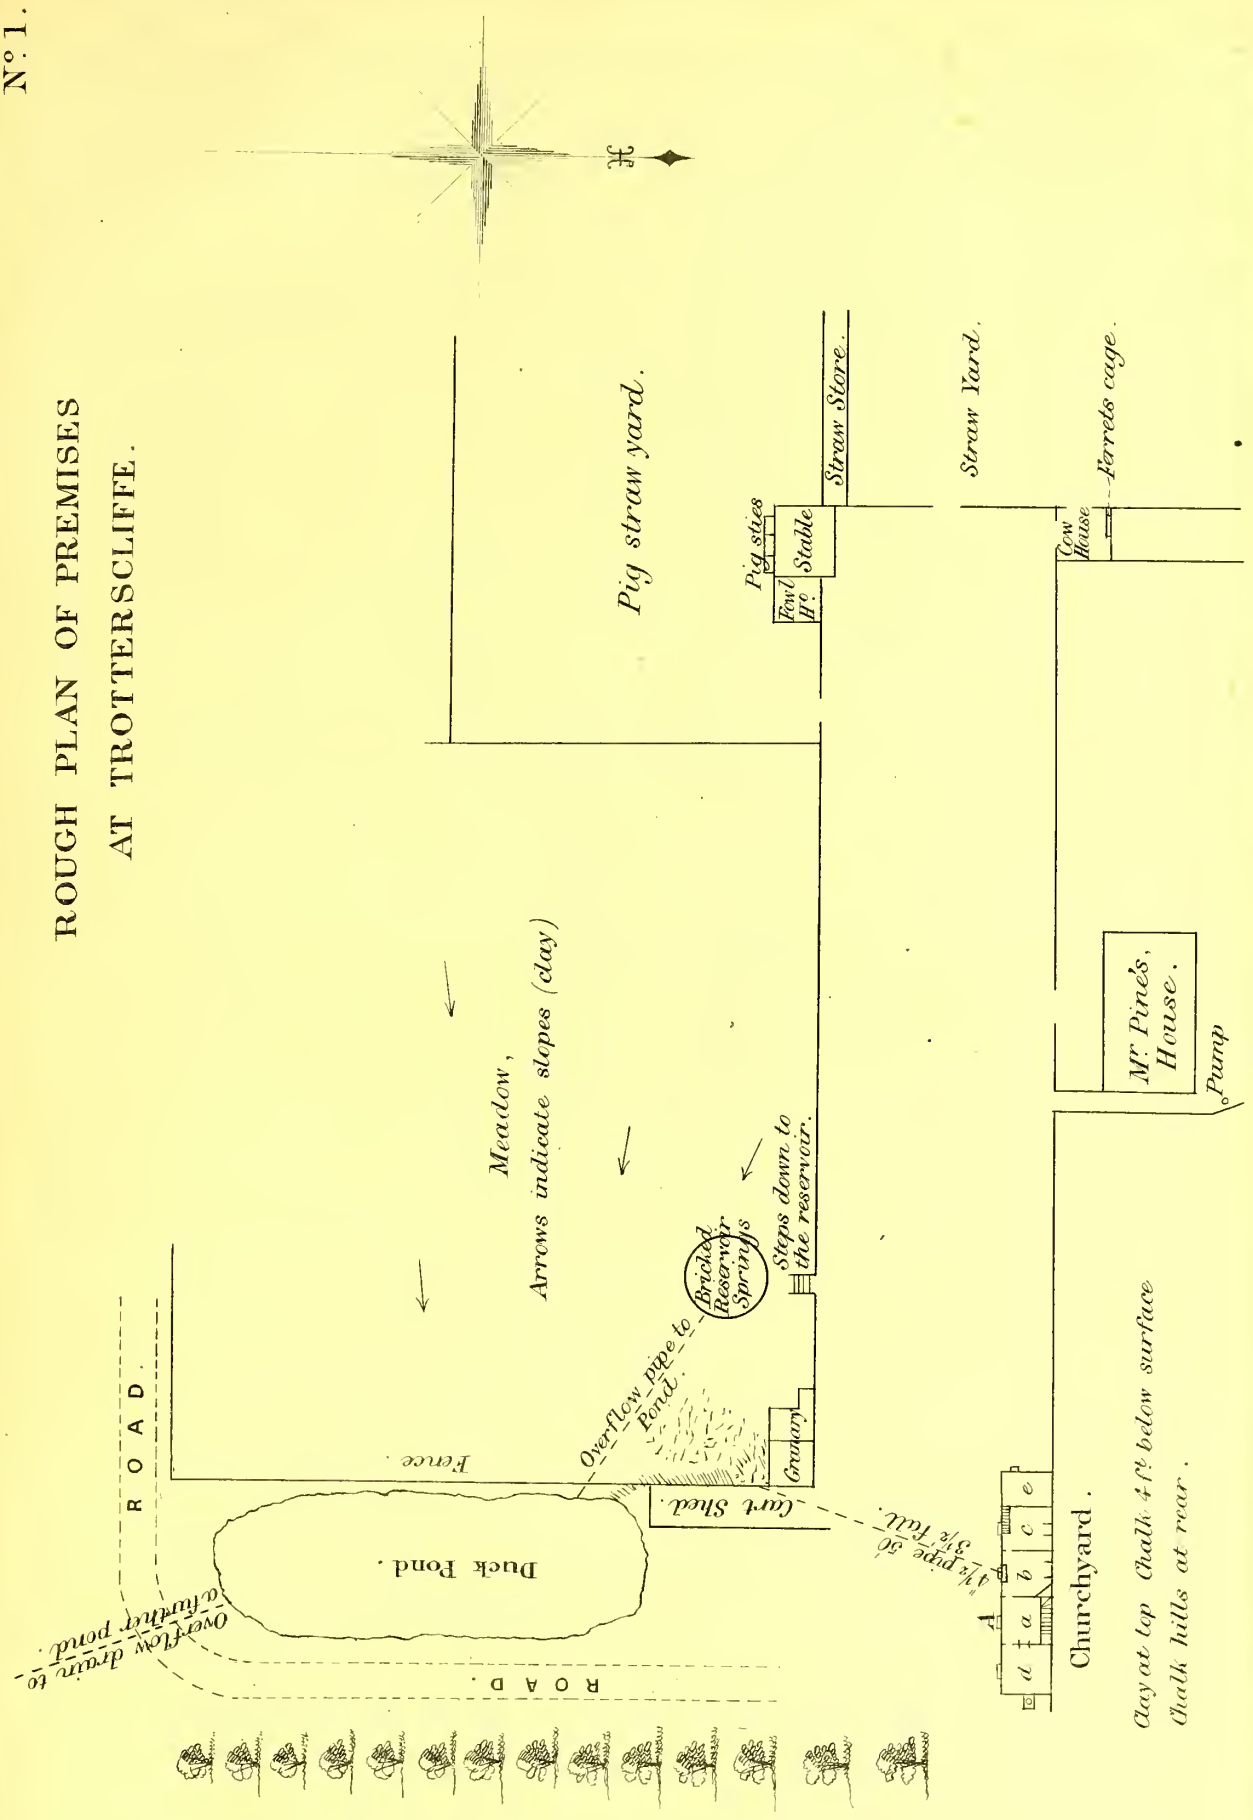 Nº 1.
ROUGH PLAN OF PREMISES
AT TROTTERSCLIFFE.
ROAD.
Overflow drain to
a further pond.
ROAD.
Duck Pond.
Fence.
Meadow,
Arrows indicate slopes (clay)
Pig straw yard.
Overflow pipe to
Pond.
Bricked
Reservoir
Springs
Steps down to
the reservoir.
Granary
Cart Shed.
Pig sties
Fowl
Hº
Stable
Straw Store.
Straw Yard.
Cow
House
Ferrets cage.
4½" pipe 50'
3½' fall.
A
d
a
b
c
e
Churchyard.
Mr. Pine's,
House.
Pump
Clay at top Chalk 4 ft. below surface
Chalk hills at rear.